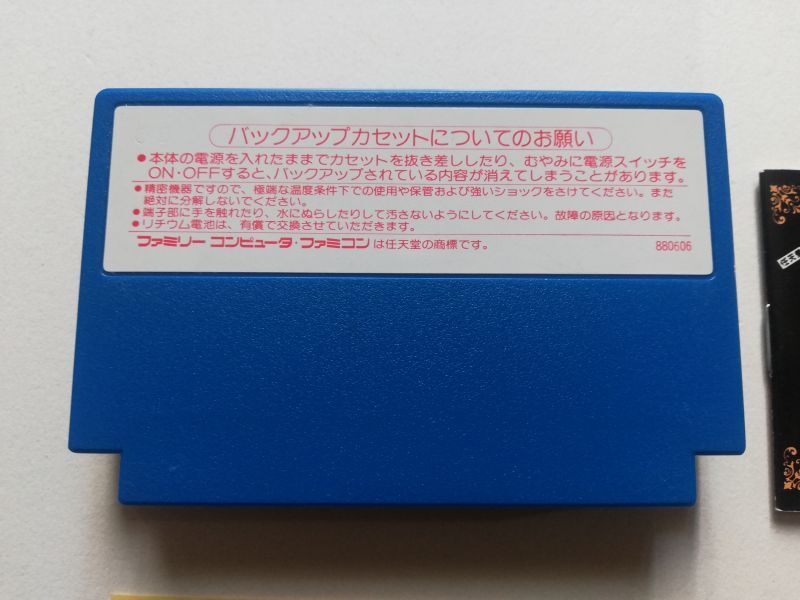 バックアップカセットについてのお願い
●本体の電源を入れたままでカセットを抜き差ししたり、むやみに電源スイッチを
ON・OFFすると、バックアップされている内容が消えてしまうことがあります。
●精密機器ですので、極端な温度条件下での使用や保管および強いショックをさけてください。また
絶対に分解しないでください。
●端子部に手を触れたり、水にぬらしたりして汚さないようにしてください。故障の原因となります。
●リチウム電池は、有償で交換させていただきます。
ファミリーコンピュータ・ファミコンは任天堂の商標です。 880606
任天